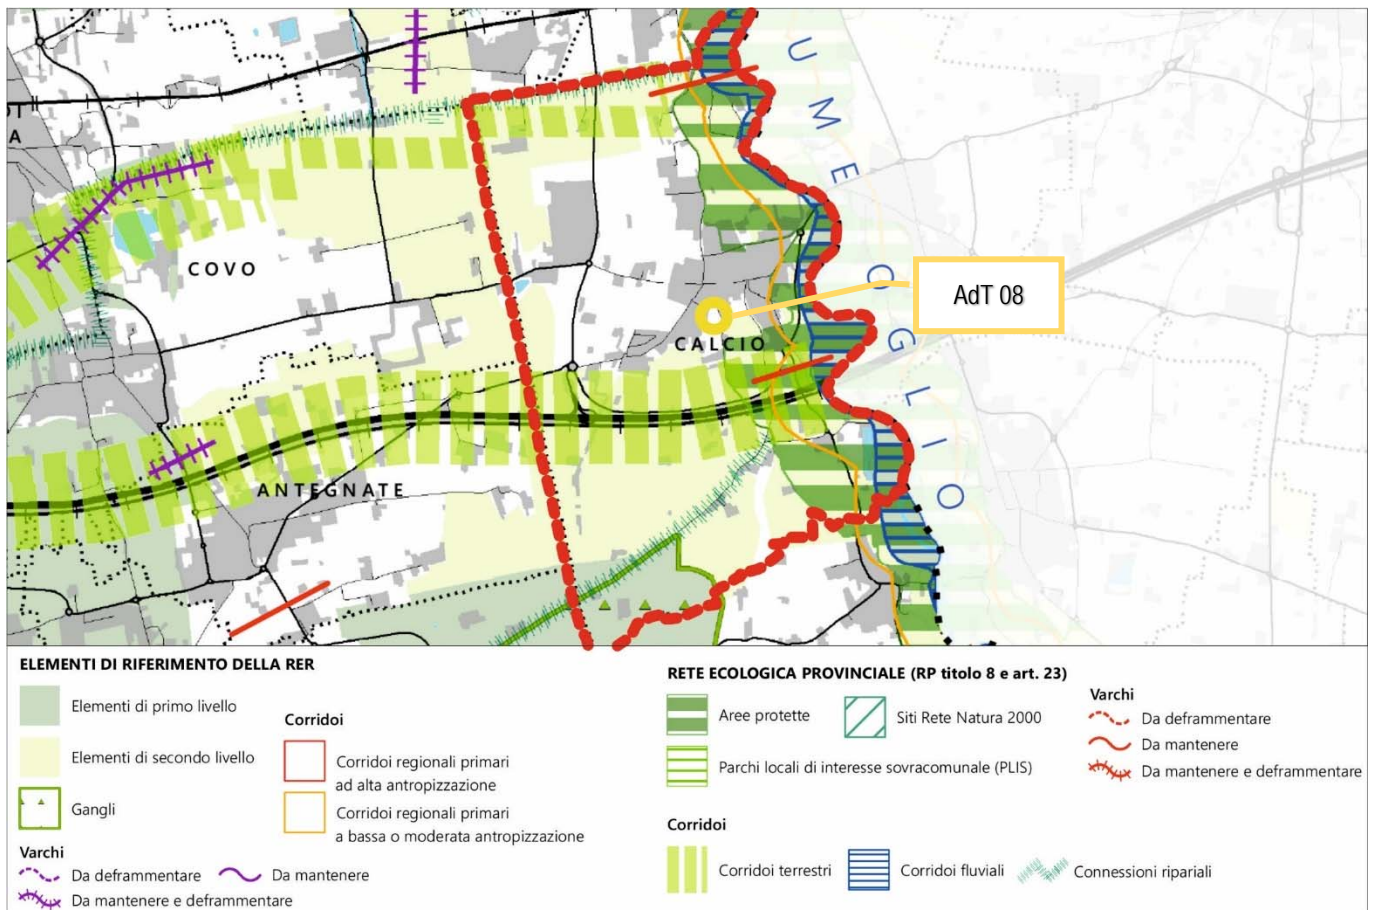 UME
OGLIO
COVO
AdT 08
CALCIO
ANTEGNATE
ELEMENTI DI RIFERIMENTO DELLA RER
Elementi di primo livello
Elementi di secondo livello
Gangli
Varchi
Da deframmentare
Da mantenere
Da mantenere e deframmentare
Corridoi
Corridoi regionali primari
ad alta antropizzazione
Corridoi regionali primari
a bassa o moderata antropizzazione
RETE ECOLOGICA PROVINCIALE (RP titolo 8 e art. 23)
Aree protette
Siti Rete Natura 2000
Parchi locali di interesse sovracomunale (PLIS)
Corridoi
Corridoi terrestri
Corridoi fluviali
Connessioni ripariali
Varchi
Da deframmentare
Da mantenere
Da mantenere e deframmentare